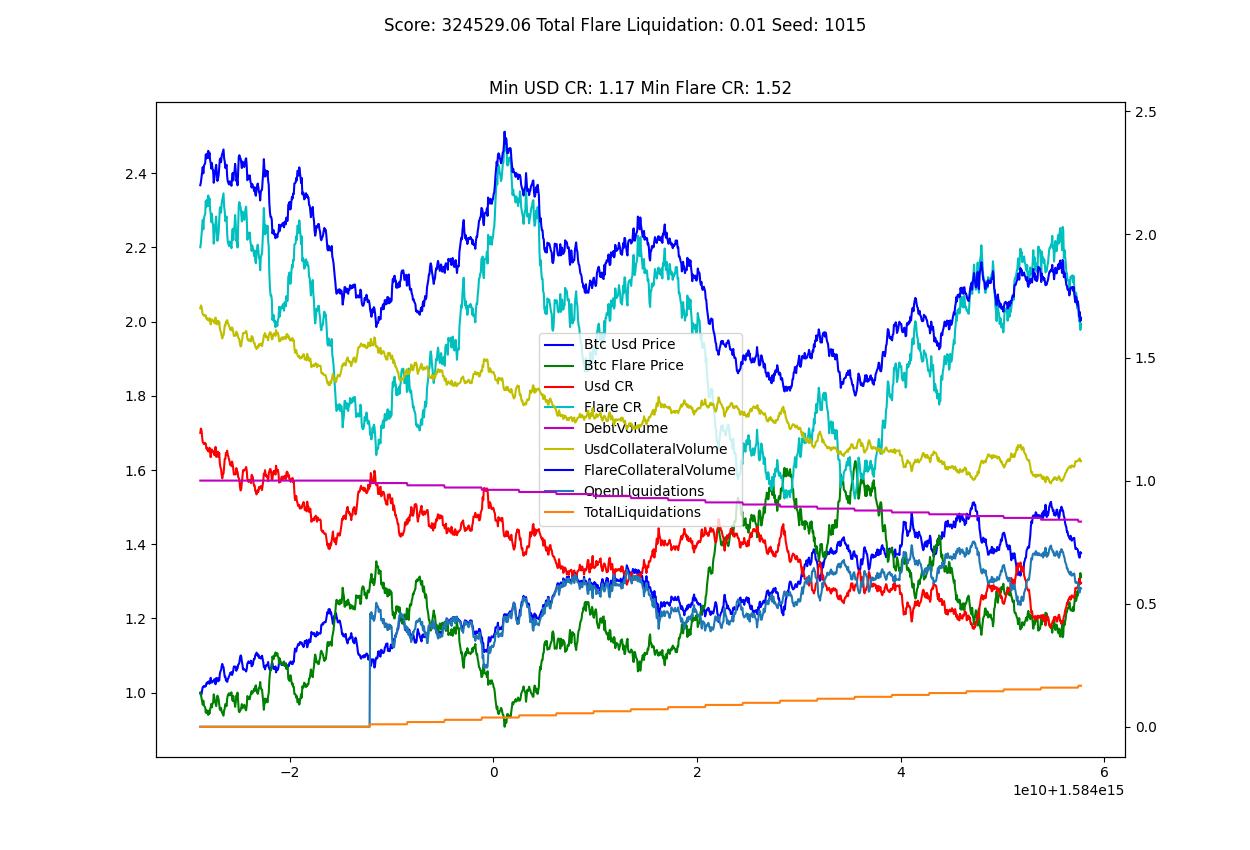 Score: 324529.06 Total Flare Liquidation: 0.01 Seed: 1015
Min USD CR: 1.17 Min Flare CR: 1.52
2.4
2.2
2.0
1.8
1.6
1.4
1.2
1.0
2.5
2.0
1.5
1.0
0.5
0.0
Btc Usd Price
Btc Flare Price
Usd CR
Flare CR
DebtVolume
UsdCollateralVolume
FlareCollateralVolume
OpenLiquidations
TotalLiquidations
−2 0 2 4 6
1e10+1.584e15